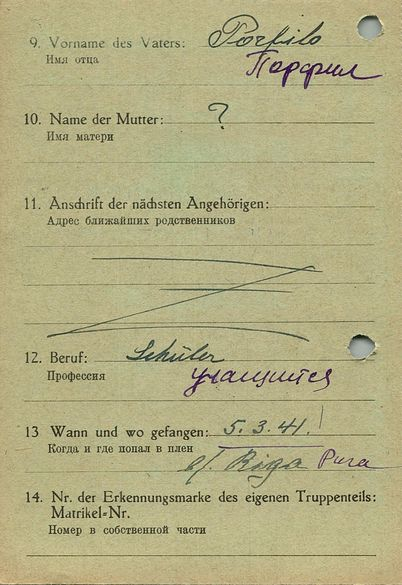 9. Vorname des Vaters: Porfilo
Имя отца Порфил
10. Name der Mutter: ?
Имя матери
11. Anschrift der nächsten Angehörigen:
Адрес ближайших родственников
12. Beruf: Schüler
Профессия учащийся
13 Wann und wo gefangen: 5. 3. 41. !
Когда и где попал в плен
Riga Рига
14. Nr. der Erkennungsmarke des eigenen Truppenteils:
Matrikel-Nr.
Номер в собственной части